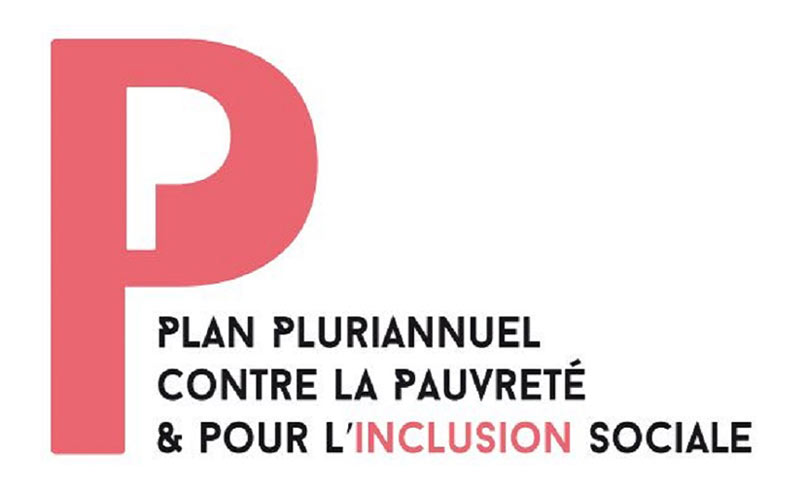 P
PLAN PLURIANNUEL
CONTRE LA PAUVRETÉ
& POUR L'INCLUSION SOCIALE